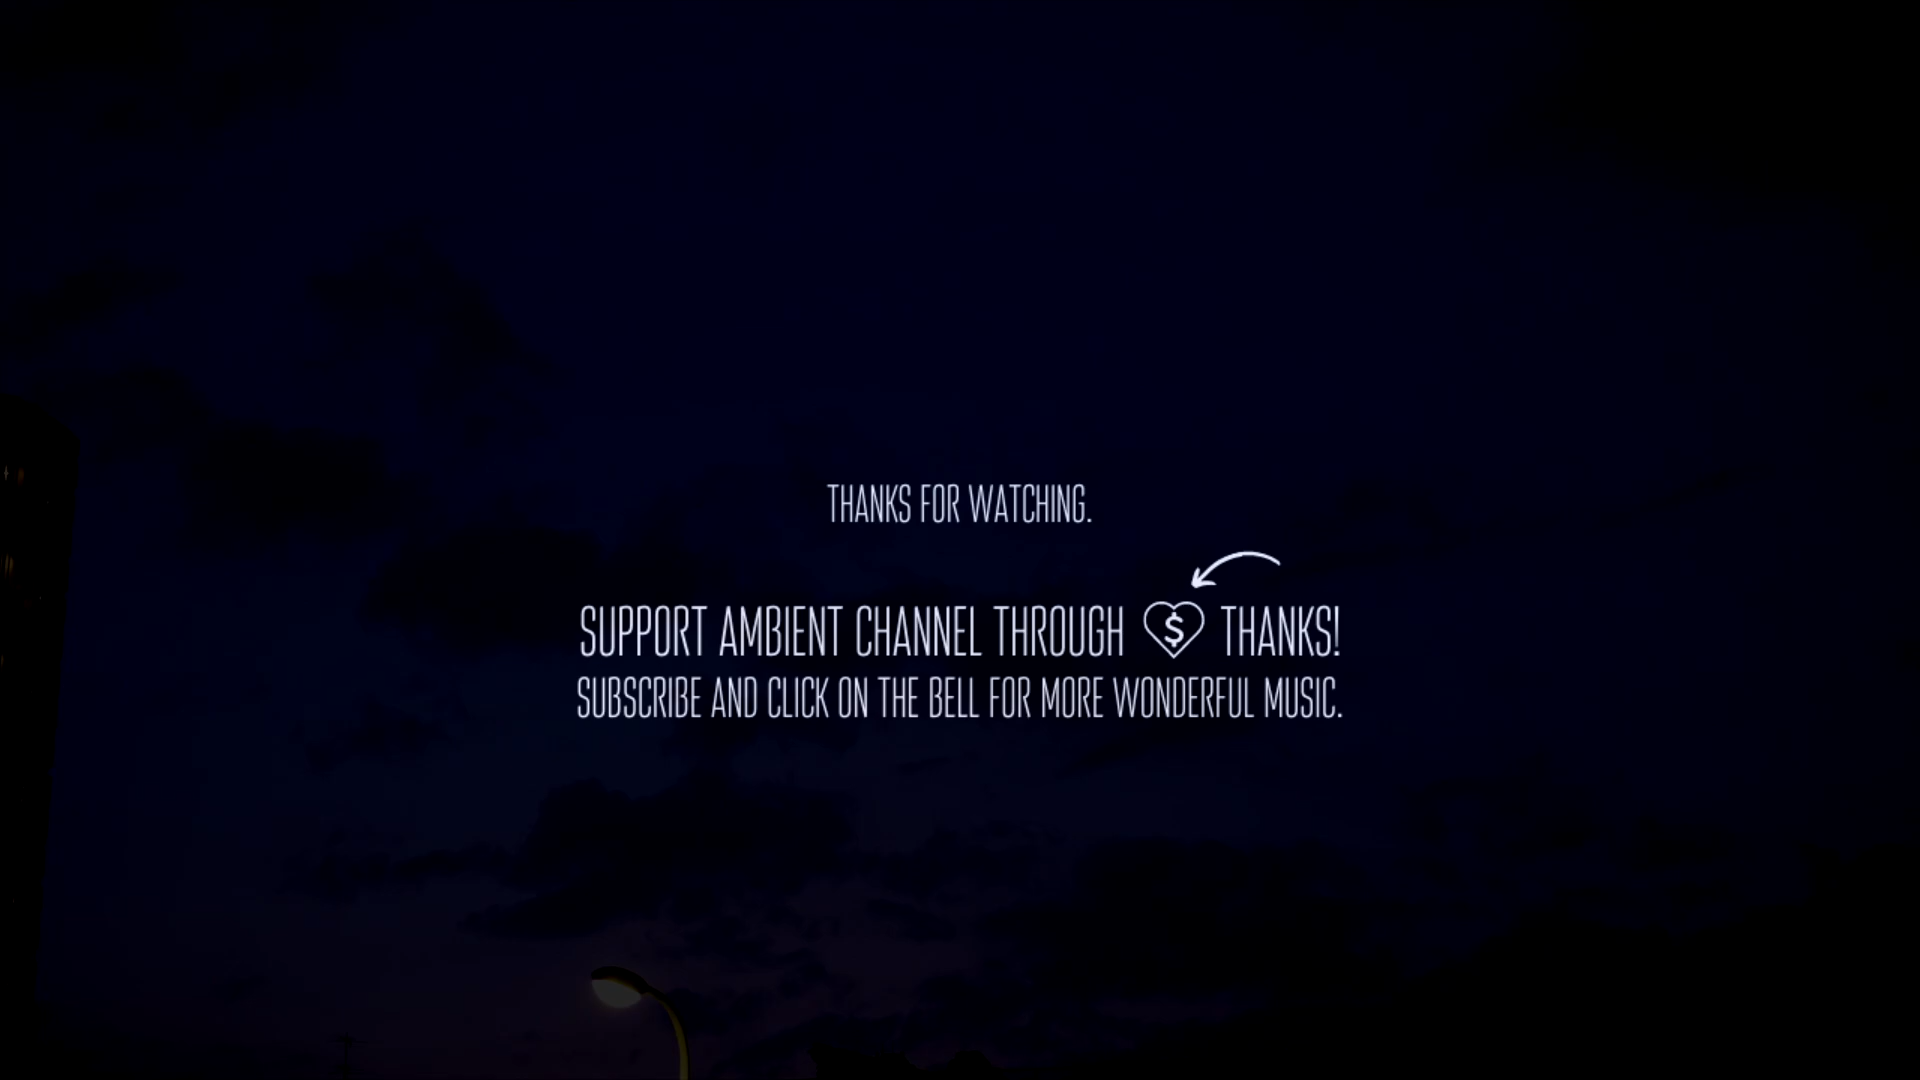 THANKS FOR WATCHING.
SUPPORT AMBIENT CHANNEL THROUGH $ THANKS!
SUBSCRIBE AND CLICK ON THE BELL FOR MORE WONDERFUL MUSIC.